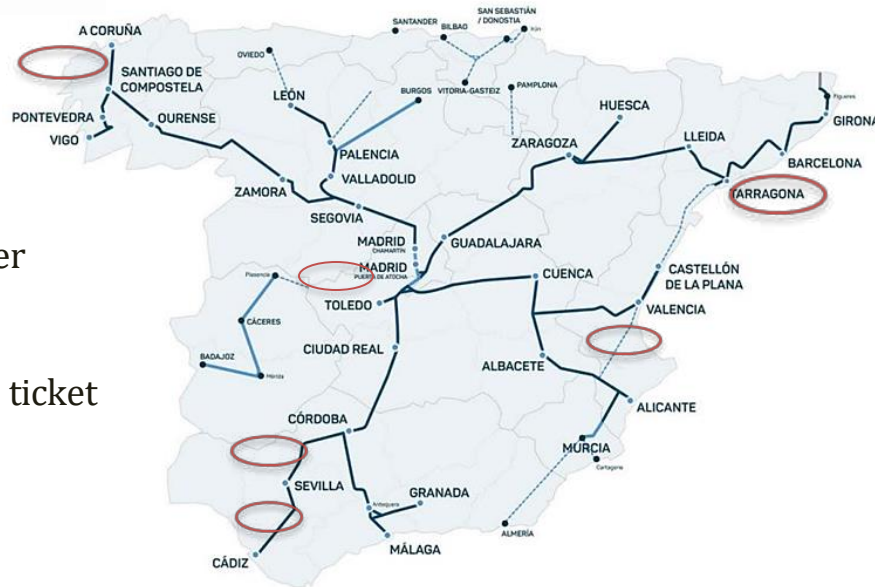 SAN SEBASTIÁN
/ DONOSTIA
SANTANDER
BILBAO
Irún
A CORUÑA
OVIEDO
SANTIAGO DE
COMPOSTELA
LEÓN
BURGOS
VITORIA-GASTEIZ
PAMPLONA
HUESCA
Figueres
GIRONA
PONTEVEDRA
OURENSE
VIGO
PALENCIA
ZARAGOZA
LLEIDA
BARCELONA
VALLADOLID
ZAMORA
TARRAGONA
SEGOVIA
er
MADRID
CHAMARTÍN
GUADALAJARA
MADRID
PUERTA DE ATOCHA
Plasencia
CUENCA
CASTELLÓN
DE LA PLANA
TOLEDO
VALENCIA
CÁCERES
CIUDAD REAL
BADAJOZ
Mérida
ALBACETE
ticket
ALICANTE
CÓRDOBA
MURCIA
Cartagena
SEVILLA
GRANADA
Antequera
ALMERÍA
CÁDIZ
MÁLAGA